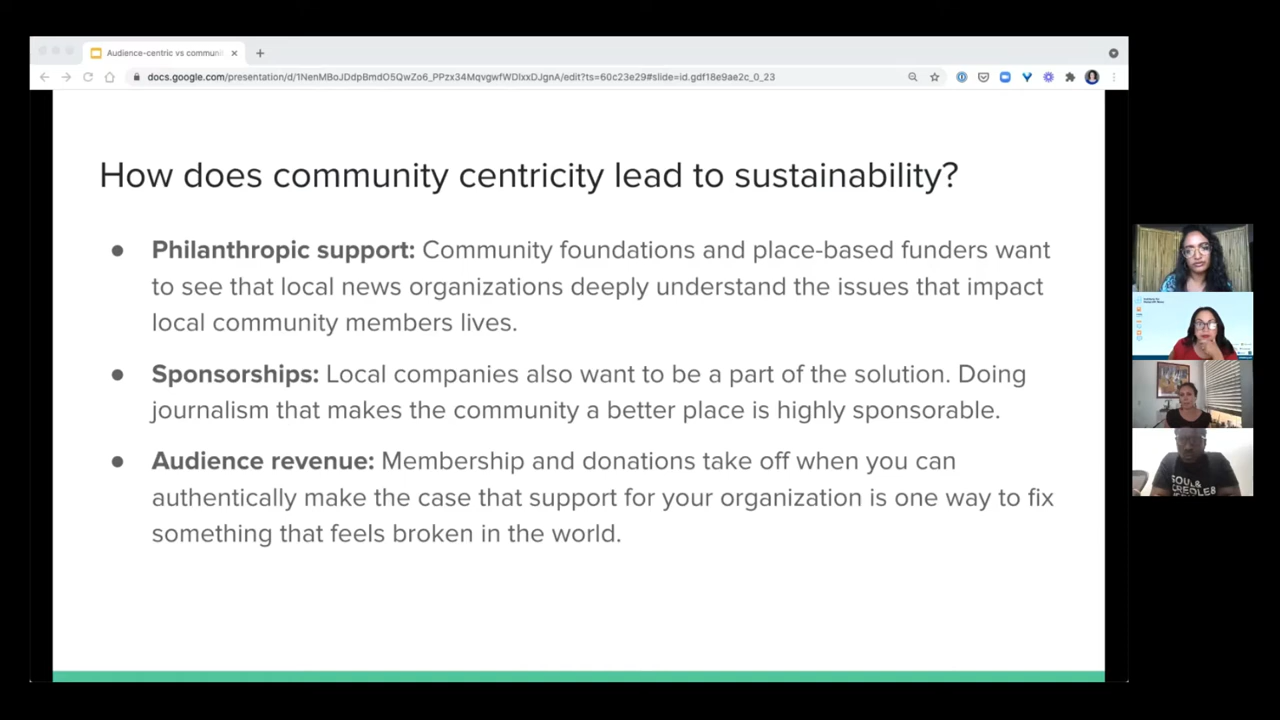 Audience-centric vs commun
docs.google.com/presentation/d/1NenMBoJDdpBmdO5QwZo6_PPzx34MqvgwfWDIxxDJgnA/edit?ts=60c23e29#slide=id.gdf18e9ae2c_0_23
How does community centricity lead to sustainability?
● Philanthropic support: Community foundations and place-based funders want
to see that local news organizations deeply understand the issues that impact
local community members lives.
● Sponsorships: Local companies also want to be a part of the solution. Doing
journalism that makes the community a better place is highly sponsorable.
● Audience revenue: Membership and donations take off when you can
authentically make the case that support for your organization is one way to fix
something that feels broken in the world.
SOUL&